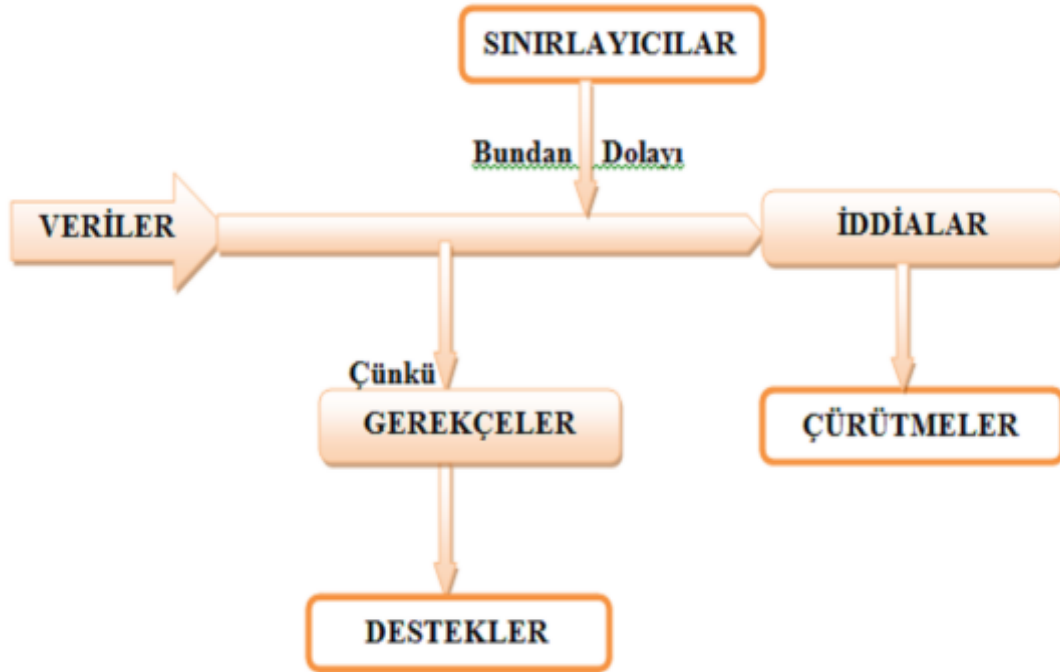 SINIRLAYICILAR
Bundan Dolayı
VERİLER
İDDİALAR
Çünkü
GEREKÇELER
ÇÜRÜTMELER
DESTEKLER